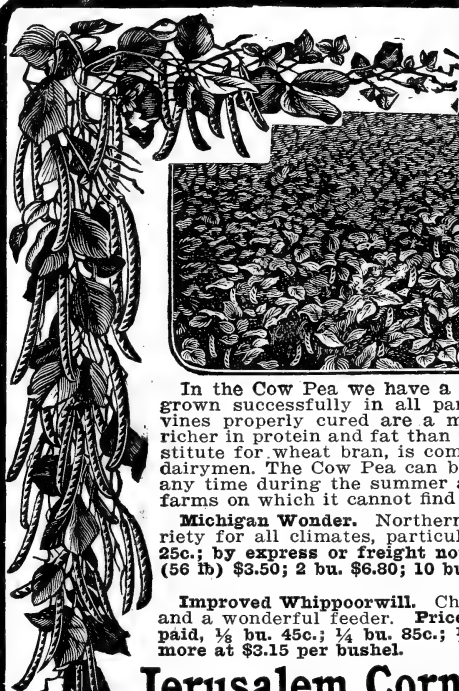 In the Cow Pea we have a
grown successfully in all par
vines properly cured are a m
richer in protein and fat than
stitute for wheat bran, is com
dairymen. The Cow Pea can b
any time during the summer a
farms on which it cannot find
Michigan Wonder. Northern
riety for all climates, particul
25c.; by express or freight no
(56 lb) $3.50; 2 bu. $6.80; 10 bu
Improved Whippoorwill. Ch
and a wonderful feeder. Price
paid, ⅛ bu. 45c.; ¼ bu. 85c.;
more at $3.15 per bushel.
Jerusalem Corn